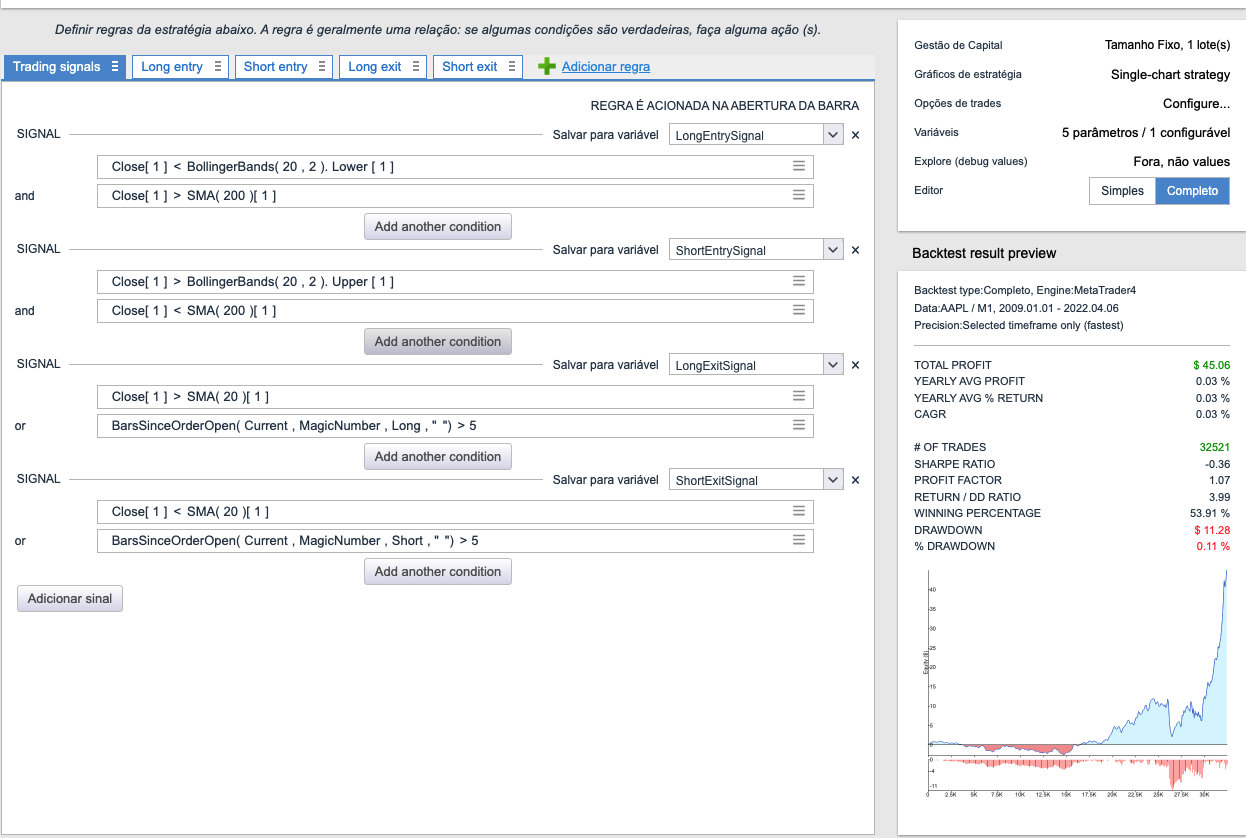 Definir regras da estratégia abaixo. A regra é geralmente uma relação: se algumas condições são verdadeiras, faça alguma ação (s).
Trading signals
Long entry
Short entry
Long exit
Short exit
Adicionar regra
REGRA É ACIONADA NA ABERTURA DA BARRA
SIGNAL Salvar para variável LongEntrySignal ×
Close[ 1 ] < BollingerBands( 20 , 2 ). Lower [ 1 ]
and Close[ 1 ] > SMA( 200 )[ 1 ]
Add another condition
SIGNAL Salvar para variável ShortEntrySignal ×
Close[ 1 ] > BollingerBands( 20 , 2 ). Upper [ 1 ]
and Close[ 1 ] < SMA( 200 )[ 1 ]
Add another condition
SIGNAL Salvar para variável LongExitSignal ×
Close[ 1 ] > SMA( 20 )[ 1 ]
or BarsSinceOrderOpen( Current , MagicNumber , Long , " ") > 5
Add another condition
SIGNAL Salvar para variável ShortExitSignal ×
Close[ 1 ] < SMA( 20 )[ 1 ]
or BarsSinceOrderOpen( Current , MagicNumber , Short , " ") > 5
Add another condition
Adicionar sinal
Gestão de Capital Tamanho Fixo, 1 lote(s)
Gráficos de estratégia Single-chart strategy
Opções de trades Configure...
Variáveis 5 parâmetros / 1 configurável
Explore (debug values) Fora, não values
Editor Simples Completo
Backtest result preview
Backtest type:Completo, Engine:MetaTrader4
Data:AAPL / M1, 2009.01.01 - 2022.04.06
Precision:Selected timeframe only (fastest)
TOTAL PROFIT $ 45.06
YEARLY AVG PROFIT 0.03 %
YEARLY AVG % RETURN 0.03 %
CAGR 0.03 %
# OF TRADES 32521
SHARPE RATIO -0.36
PROFIT FACTOR 1.07
RETURN / DD RATIO 3.99
WINNING PERCENTAGE 53.91 %
DRAWDOWN $ 11.28
% DRAWDOWN 0.11 %
Equity ($)
40
35
30
25
20
15
10
5
0
0
-4
-11
0 2.5K 5K 7.5K 10K 12.5K 15K 17.5K 20K 22.5K 25K 27.5K 30K